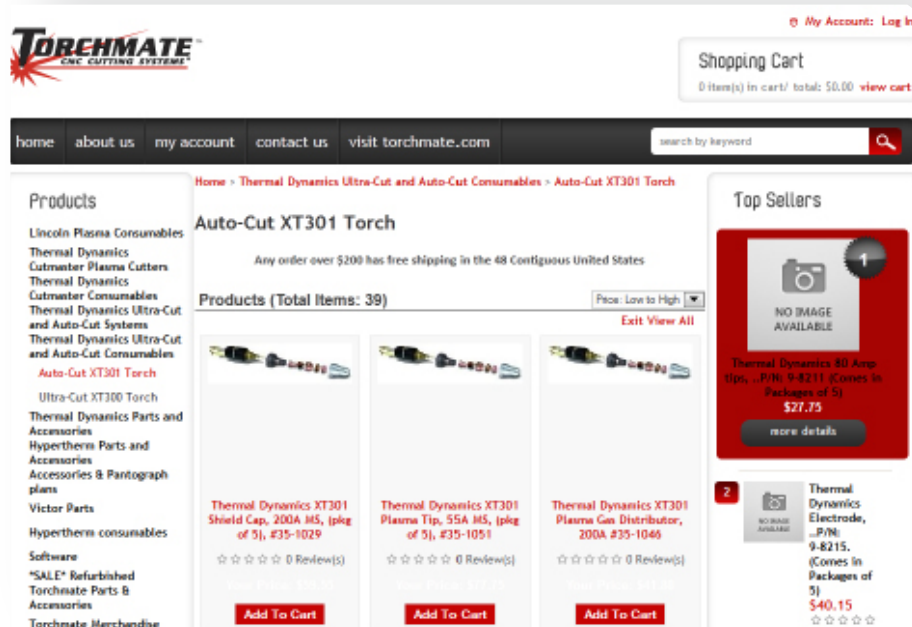 My Account: Log In
TORCHMATE™
CNC CUTTING SYSTEMS
Shopping Cart
0 item(s) in cart/ total: $0.00 view cart
home
about us
my account
contact us
visit torchmate.com
search by keyword
Products
Lincoln Plasma Consumables
Thermal Dynamics
Cutmaster Plasma Cutters
Thermal Dynamics
Cutmaster Consumables
Thermal Dynamics Ultra-Cut
and Auto-Cut Systems
Thermal Dynamics Ultra-Cut
and Auto-Cut Consumables
Auto-Cut XT301 Torch
Ultra-Cut XT300 Torch
Thermal Dynamics Parts and
Accessories
Hypertherm Parts and
Accessories
Accessories & Pantograph
plans
Victor Parts
Hypertherm consumables
Software
*SALE* Refurbished
Torchmate Parts &
Accessories
Torchmate Merchandise
Home > Thermal Dynamics Ultra-Cut and Auto-Cut Consumables > Auto-Cut XT301 Torch
Auto-Cut XT301 Torch
Any order over $200 has free shipping in the 48 Contiguous United States
Products (Total Items: 39)
Price: Low to High
Exit View All
Thermal Dynamics XT301
Shield Cap, 200A MS, (pkg
of 5), #35-1029
0 Review(s)
Add To Cart
Thermal Dynamics XT301
Plasma Tip, 55A MS, (pkg
of 5), #35-1051
0 Review(s)
Add To Cart
Thermal Dynamics XT301
Plasma Gas Distributor,
200A #35-1046
0 Review(s)
Add To Cart
Top Sellers
1
NO IMAGE
AVAILABLE
Thermal Dynamics 80 Amp
tips, ..P/N: 9-8211 (Comes in
Packages of 5)
$27.75
more details
2
NO IMAGE
AVAILABLE
Thermal
Dynamics
Electrode,
..P/N:
9-8215.
(Comes in
Packages of
5)
$40.15